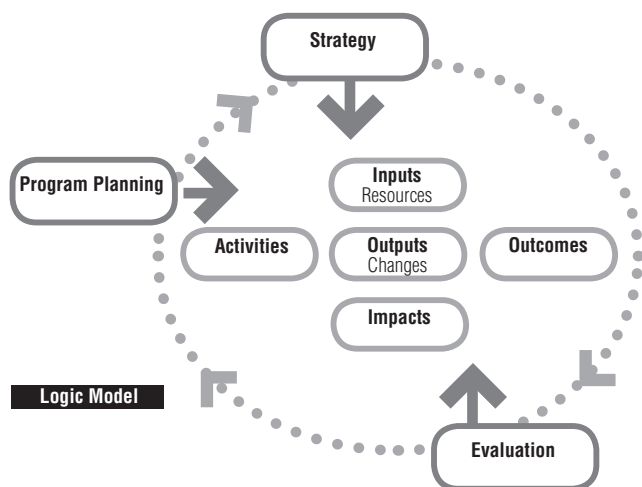 Strategy
Program Planning
Inputs
Resources
Activities
Outputs
Changes
Outcomes
Impacts
Logic Model
Evaluation